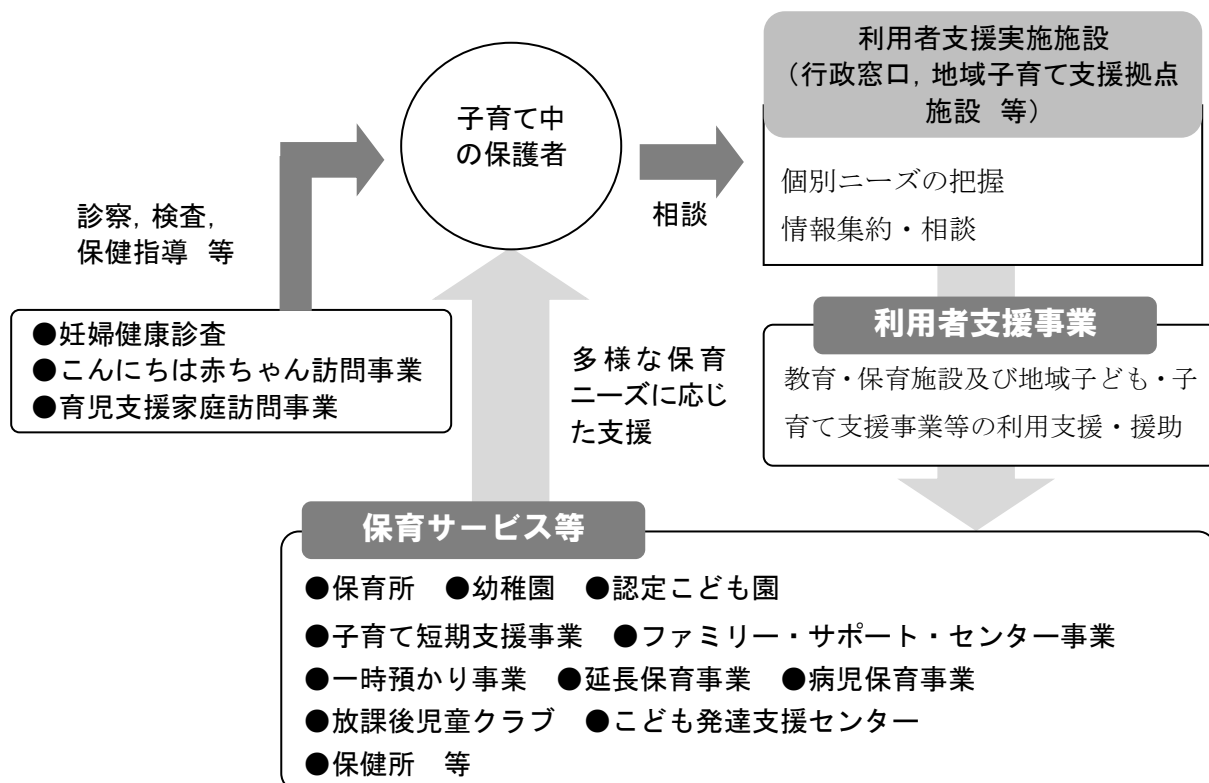 子育て中
の保護者
診察，検査，
保健指導　等
●妊婦健康診査
●こんにちは赤ちゃん訪問事業
●育児支援家庭訪問事業
相談
利用者支援実施施設
（行政窓口，地域子育て支援拠点
施設　等）
個別ニーズの把握
情報集約・相談
利用者支援事業
教育・保育施設及び地域子ども・子
育て支援事業等の利用支援・援助
多様な保育
ニーズに応じ
た支援
保育サービス等
●保育所　●幼稚園　●認定こども園
●子育て短期支援事業　●ファミリー・サポート・センター事業
●一時預かり事業　●延長保育事業　●病児保育事業
●放課後児童クラブ　●こども発達支援センター
●保健所　等